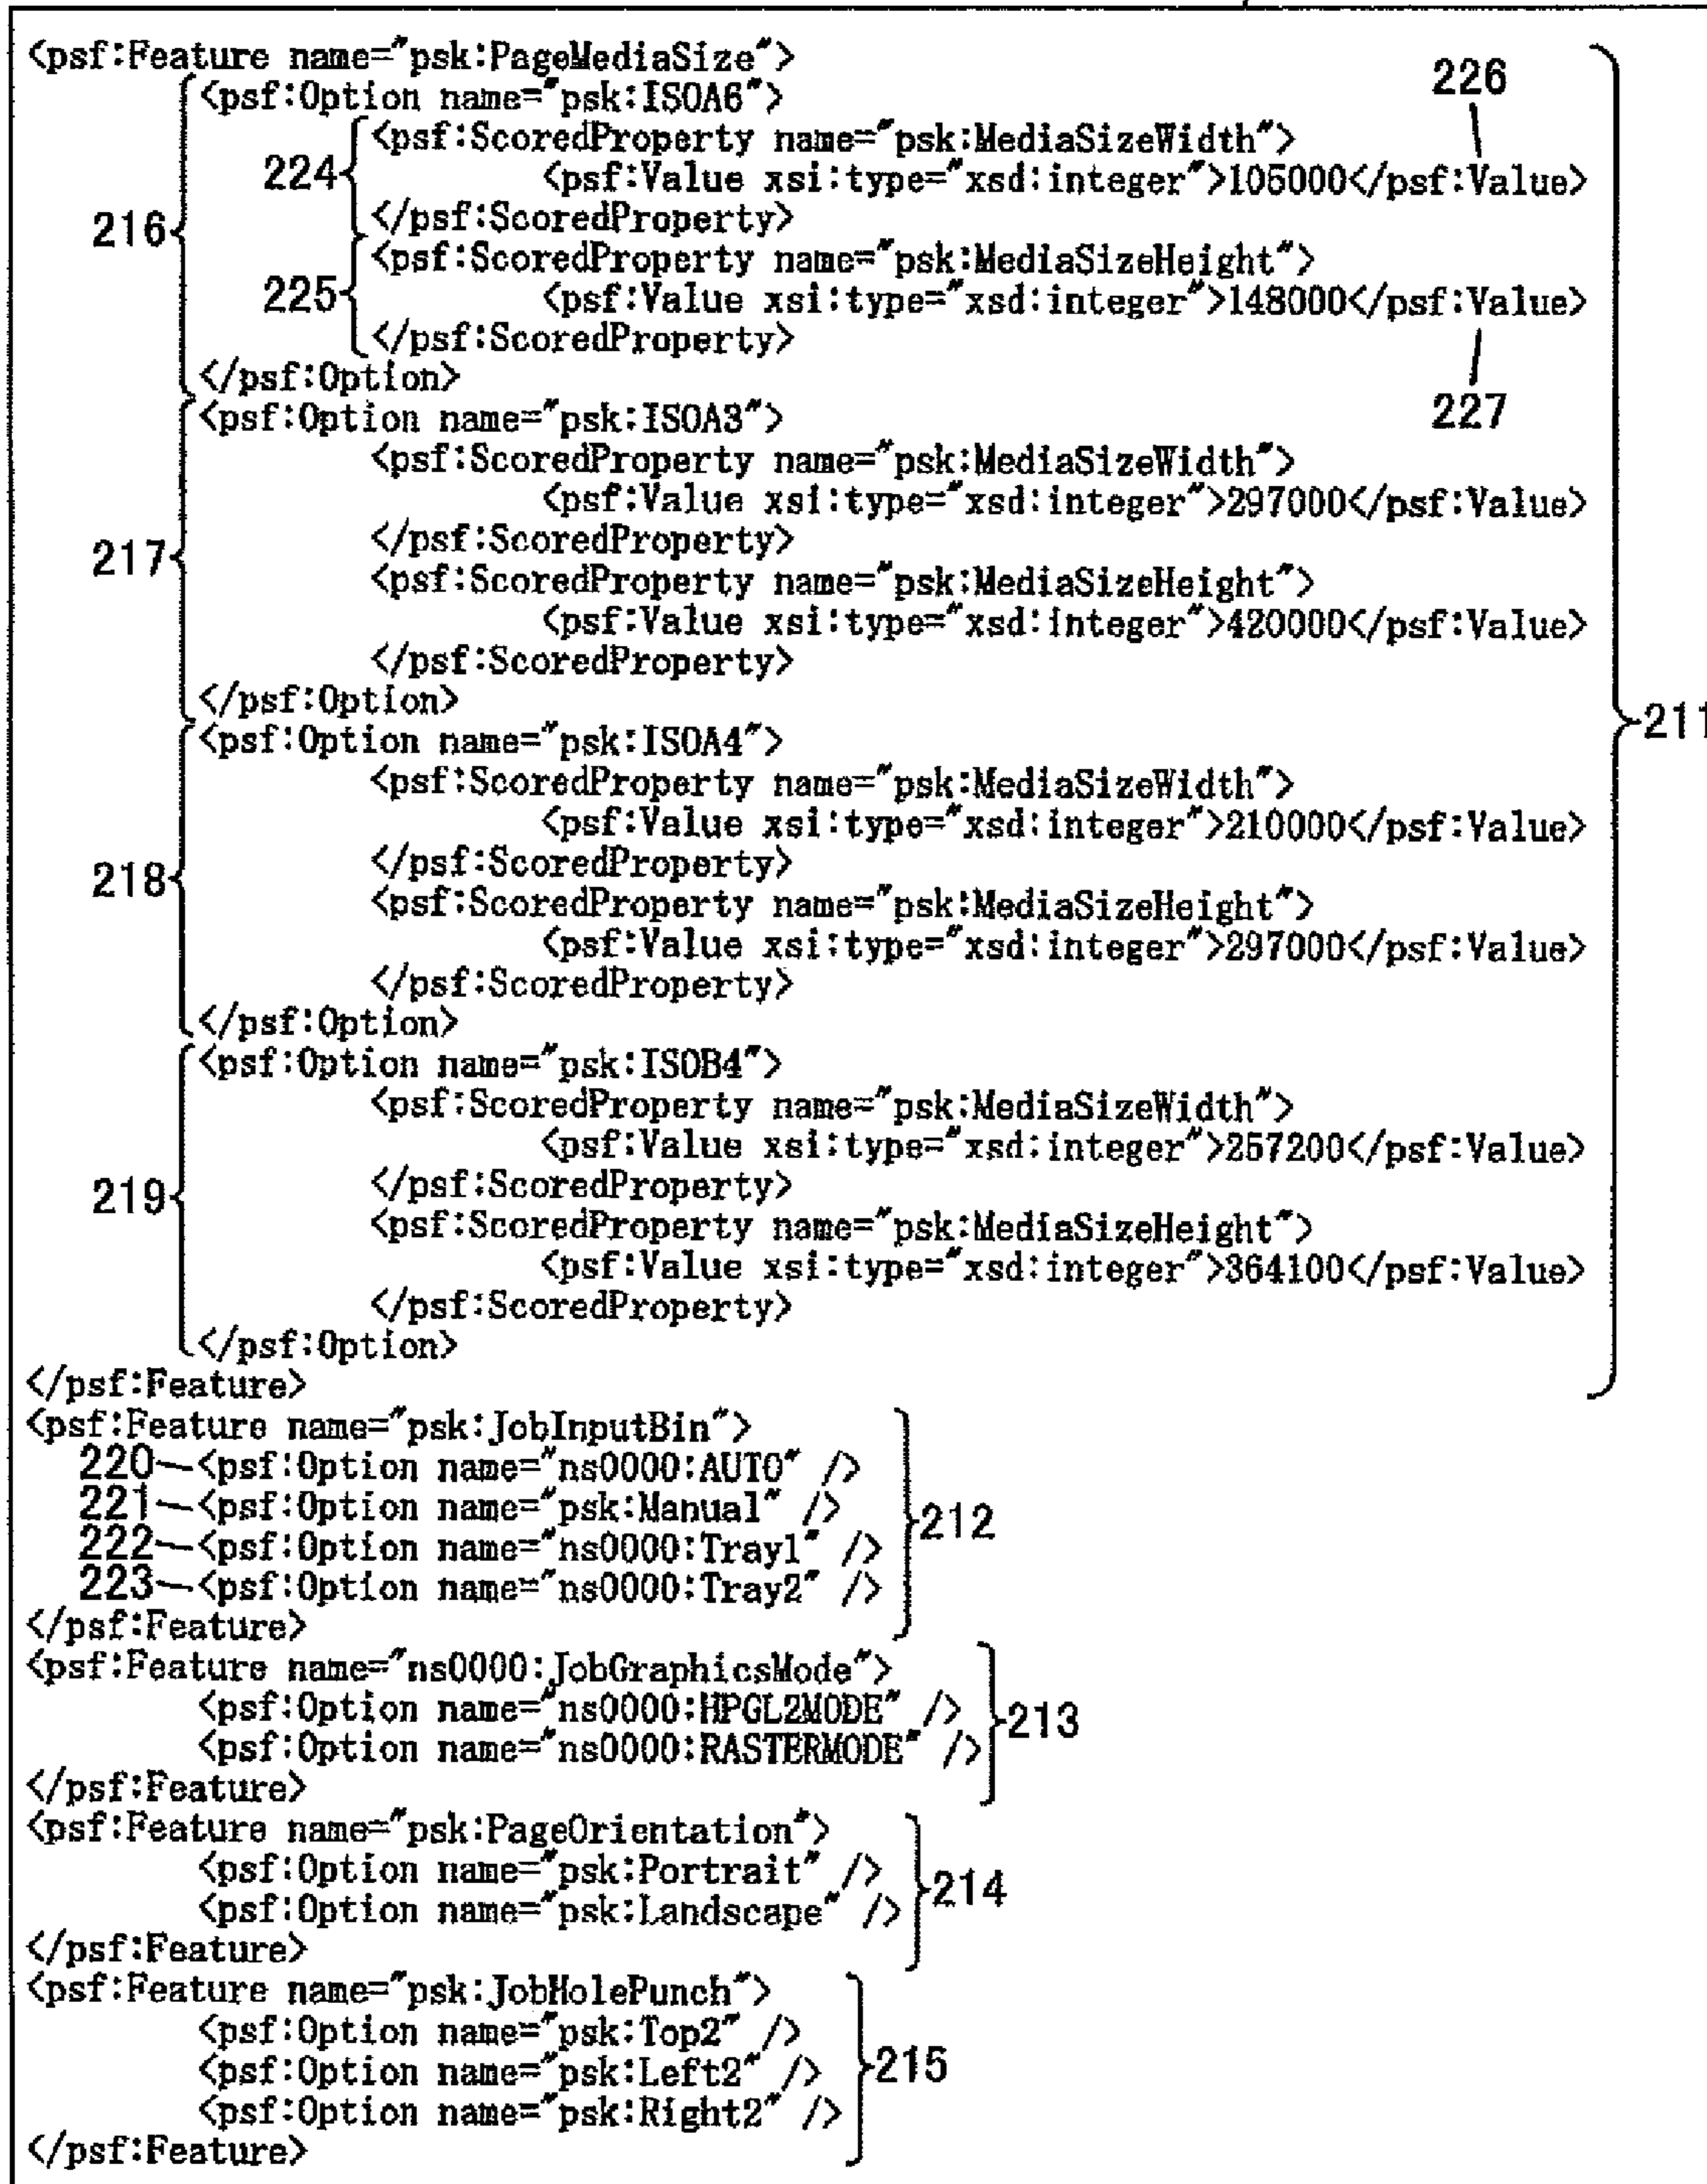 <psf:Feature name="psk:PageMediaSize">
226
<psf:Option name="psk:ISOA6">
<psf:ScoredProperty name="psk:MediaSizeWidth">
224
<psf:Value xsi:type="xsd:integer">105000</psf:Value>
</psf:ScoredProperty>
216
<psf:ScoredProperty name="psk:MediaSizeHeight">
225
<psf:Value xsi:type="xsd:integer">148000</psf:Value>
</psf:ScoredProperty>
</psf:Option>
227
<psf:Option name="psk:ISOA3">
<psf:ScoredProperty name="psk:MediaSizeWidth">
<psf:Value xsi:type="xsd:integer">297000</psf:Value>
</psf:ScoredProperty>
217
<psf:ScoredProperty name="psk:MediaSizeHeight">
<psf:Value xsi:type="xsd:integer">420000</psf:Value>
</psf:ScoredProperty>
</psf:Option>
211
<psf:Option name="psk:ISOA4">
<psf:ScoredProperty name="psk:MediaSizeWidth">
<psf:Value xsi:type="xsd:integer">210000</psf:Value>
</psf:ScoredProperty>
218
<psf:ScoredProperty name="psk:MediaSizeHeight">
<psf:Value xsi:type="xsd:integer">297000</psf:Value>
</psf:ScoredProperty>
</psf:Option>
<psf:Option name="psk:ISOB4">
<psf:ScoredProperty name="psk:MediaSizeWidth">
<psf:Value xsi:type="xsd:integer">257200</psf:Value>
</psf:ScoredProperty>
219
<psf:ScoredProperty name="psk:MediaSizeHeight">
<psf:Value xsi:type="xsd:integer">364100</psf:Value>
</psf:ScoredProperty>
</psf:Option>
</psf:Feature>
<psf:Feature name="psk:JobInputBin">
220 <psf:Option name="ns0000:AUTO" />
221 <psf:Option name="psk:Manual" />
212
222 <psf:Option name="ns0000:Tray1" />
223 <psf:Option name="ns0000:Tray2" />
</psf:Feature>
<psf:Feature name="ns0000:JobGraphicsMode">
<psf:Option name="ns0000:HPGL2MODE" />
213
<psf:Option name="ns0000:RASTERMODE" />
</psf:Feature>
<psf:Feature name="psk:PageOrientation">
<psf:Option name="psk:Portrait" />
214
<psf:Option name="psk:Landscape" />
</psf:Feature>
<psf:Feature name="psk:JobHolePunch">
<psf:Option name="psk:Top2" />
<psf:Option name="psk:Left2" />
215
<psf:Option name="psk:Right2" />
</psf:Feature>